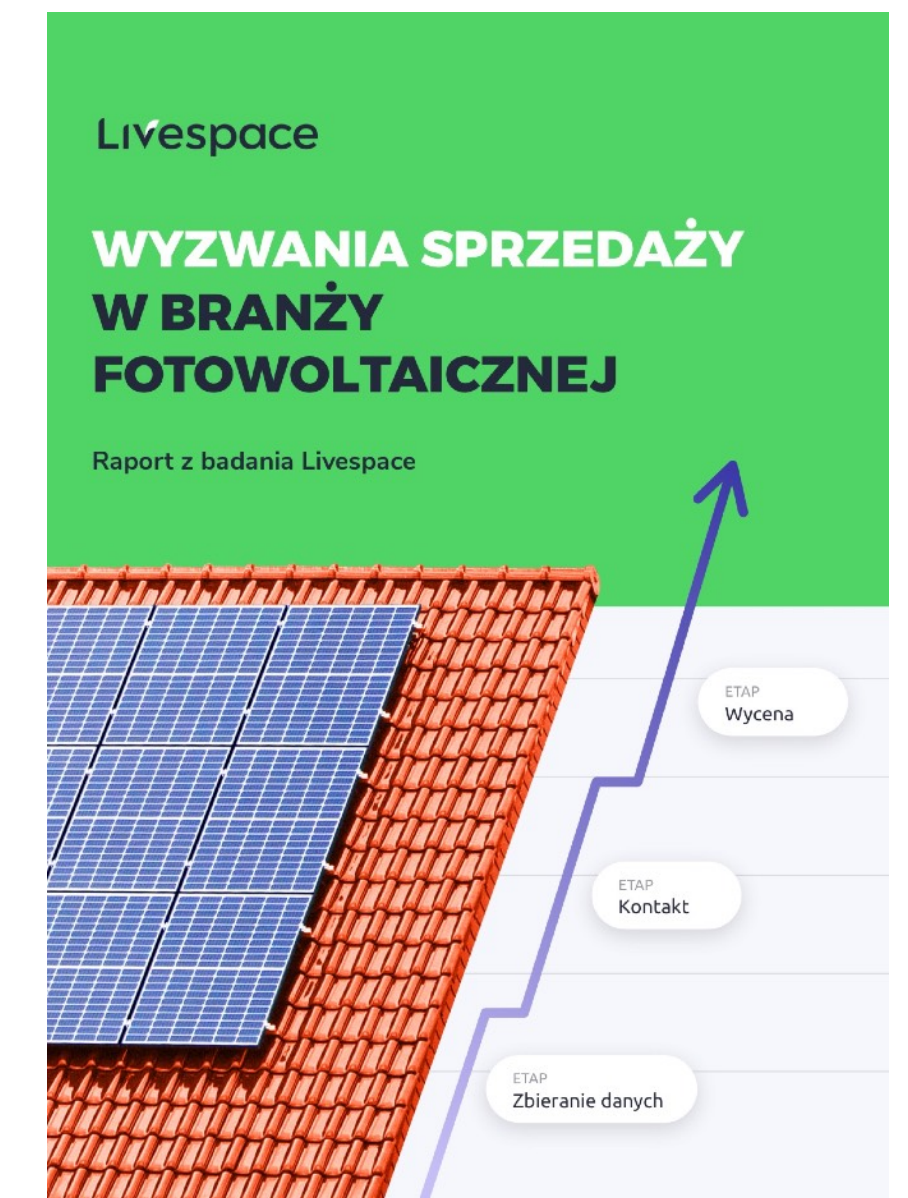 Livespace
WYZWANIA SPRZEDAŻY
W BRANŻY
FOTOWOLTAICZNEJ
Raport z badania Livespace
ETAP
Wycena
ETAP
Kontakt
ETAP
Zbieranie danych